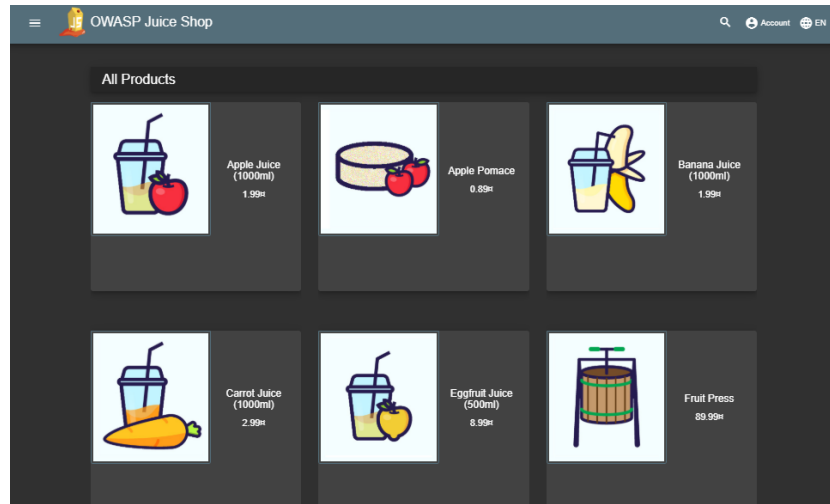 OWASP Juice Shop
Account
EN
All Products
Apple Juice
(1000ml)
1.99¤
Apple Pomace
0.89¤
Banana Juice
(1000ml)
1.99¤
Carrot Juice
(1000ml)
2.99¤
Eggfruit Juice
(500ml)
8.99¤
Fruit Press
89.99¤